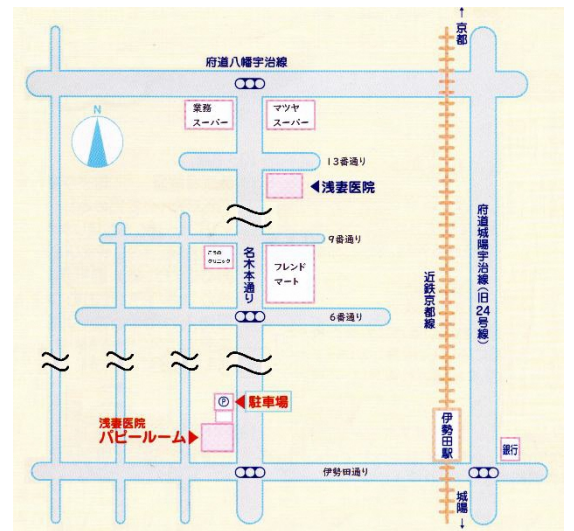 ↑
京都
府道八幡宇治線
N
業務
スーパー
マツヤ
スーパー
13番通り
◀浅妻医院
9番通り
クリニック
名木本通り
フレンド
マート
府道城陽宇治線(旧24号線)
近鉄京都線
6番通り
P
◀駐車場
浅妻医院
パピールーム▶
伊勢田駅
銀行
伊勢田通り
城陽
↓